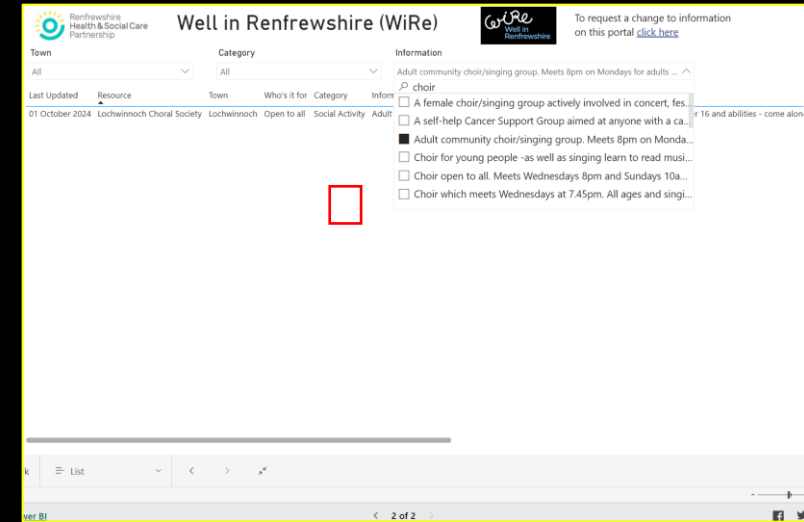 Renfrewshire
Health & Social Care
Partnership
Well in Renfrewshire (WiRe)
WiRe
Well in
Renfrewshire
To request a change to information
on this portal click here
Town
Category
Information
All
All
Adult community choir/singing group. Meets 8pm on Mondays for adults ...
choir
Last Updated Resource Town Who's it for Category Inform
A female choir/singing group actively involved in concert, fes...
01 October 2024 Lochwinnoch Choral Society Lochwinnoch Open to all Social Activity Adult
r 16 and abilities - come alon
A self-help Cancer Support Group aimed at anyone with a ca...
Adult community choir/singing group. Meets 8pm on Monda...
Choir for young people -as well as singing learn to read musi...
Choir open to all. Meets Wednesdays 8pm and Sundays 10a...
Choir which meets Wednesdays at 7.45pm. All ages and singi...
k
List
wer BI
2 of 2